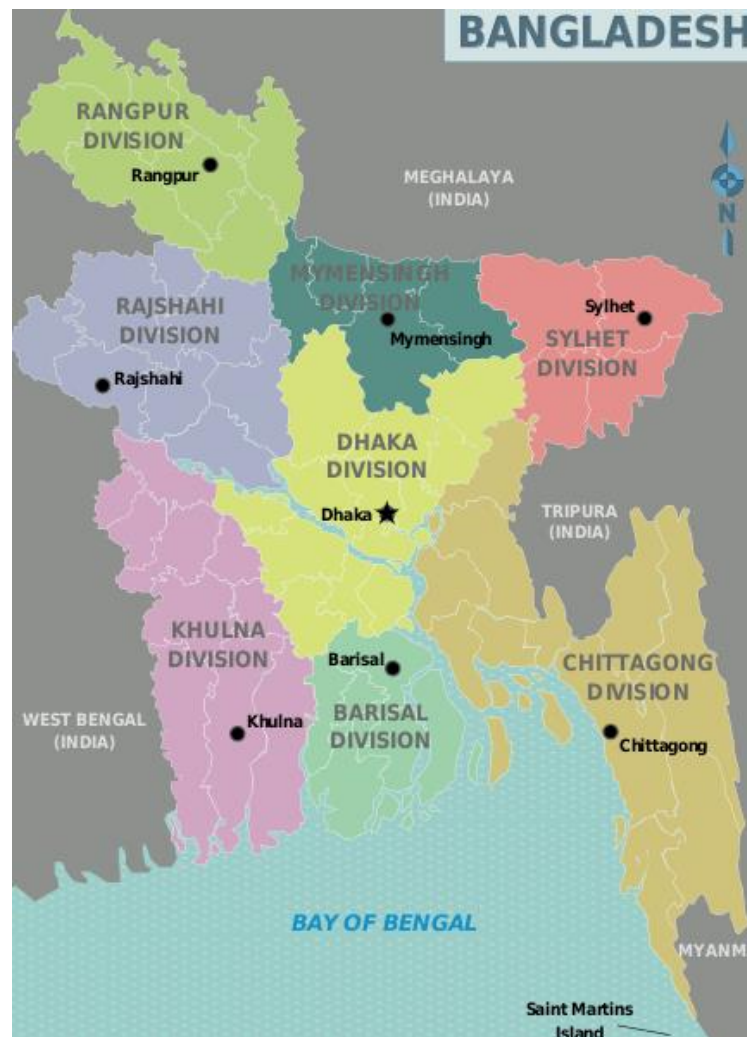 BANGLADESH
RANGPUR
DIVISION
Rangpur
MEGHALAYA
(INDIA)
N
MYMENSINGH
DIVISION
Mymensingh
RAJSHAHI
DIVISION
Rajshahi
Sylhet
SYLHET
DIVISION
DHAKA
DIVISION
Dhaka
TRIPURA
(INDIA)
KHULNA
DIVISION
Khulna
Barisal
BARISAL
DIVISION
CHITTAGONG
DIVISION
Chittagong
WEST BENGAL
(INDIA)
BAY OF BENGAL
MYANM
Saint Martins
Island